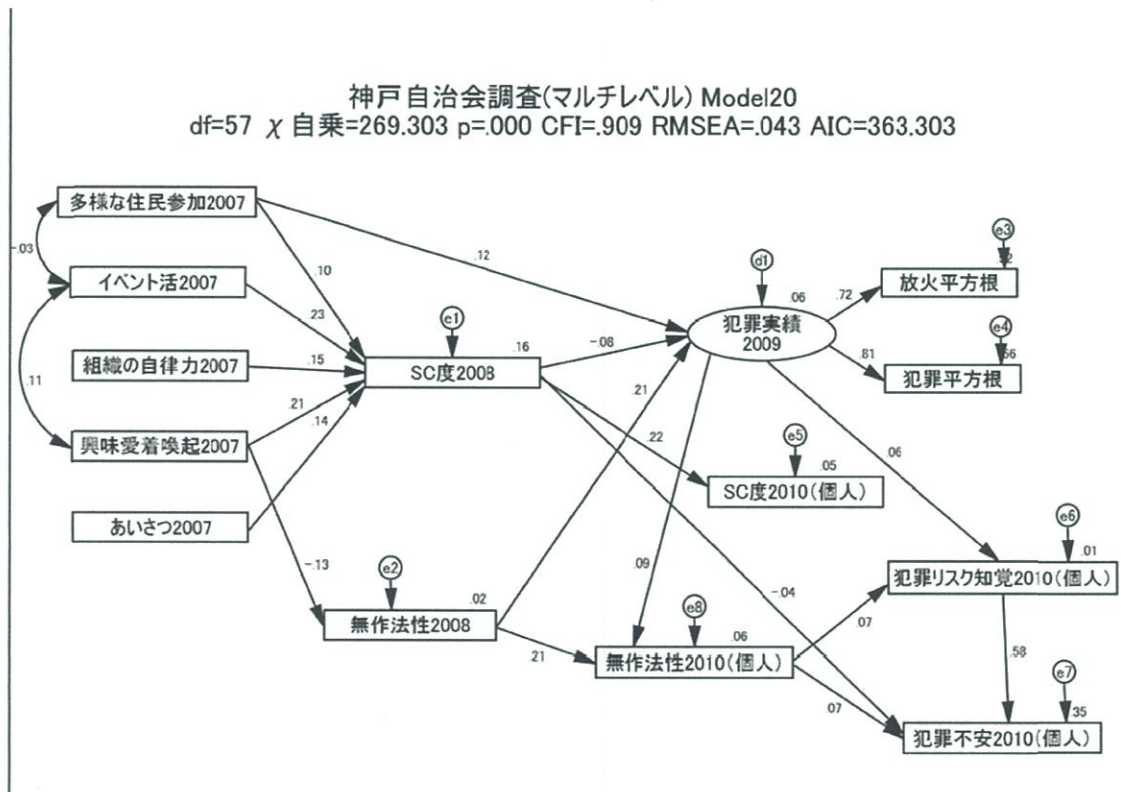 神戸自治会調査(マルチレベル) Model20
df=57 χ自乗=269.303 p=.000 CFI=.909 RMSEA=.043 AIC=363.303
多様な住民参加2007
イベント活2007
組織の自律力2007
興味愛着喚起2007
あいさつ2007
-.03
.11
.10
.23
.15
.21
.14
-.13
.12
e1
.16
SC度2008
e2
.02
無作法性2008
-.08
.21
.22
-.04
.21
d1
.06
犯罪実績
2009
.72
.81
e3
放火平方根
e4
.66
犯罪平方根
e5
.05
SC度2010(個人)
.09
.06
e8
.06
無作法性2010(個人)
.07
07
e6
.01
犯罪リスク知覚2010(個人)
.58
e7
.35
犯罪不安2010(個人)